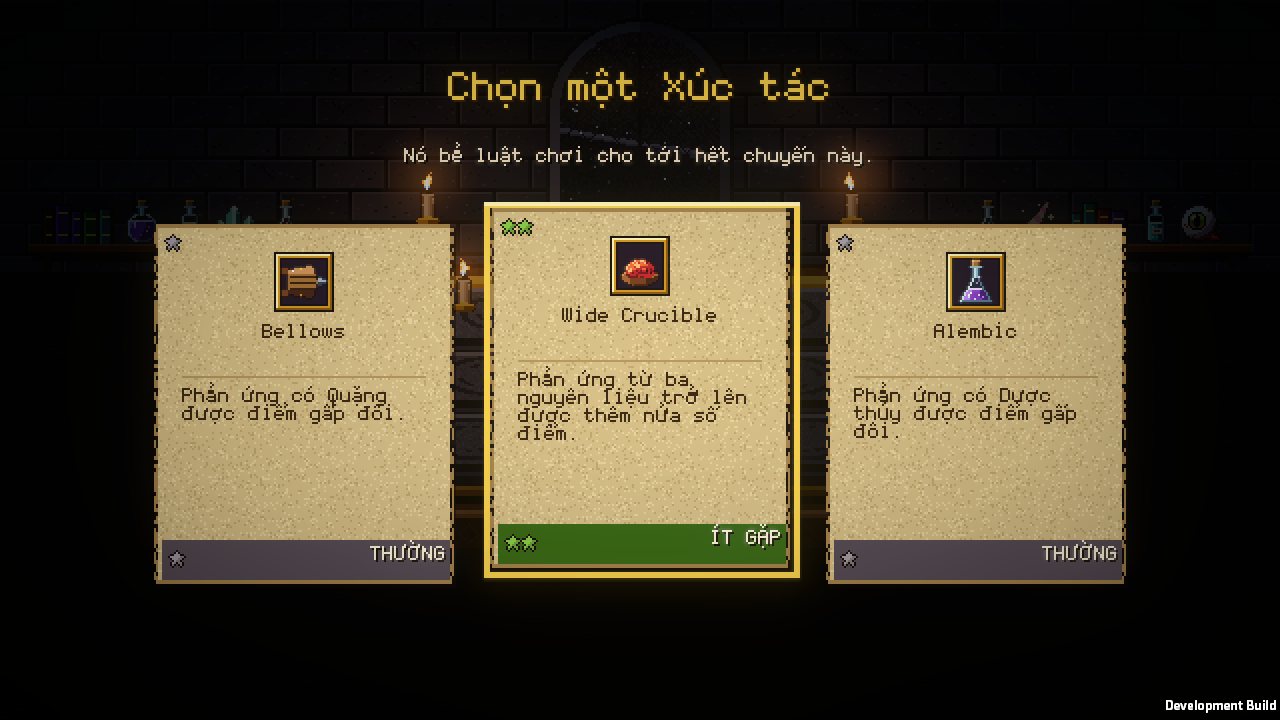 Chọn một Xúc tác
Nó bẻ luật chơi cho tới hết chuyến này.
Bellows
Phản ứng có Quặng
được điểm gấp đôi.
THƯỜNG
Wide Crucible
Phản ứng từ ba
nguyên liệu trở lên
được thêm nửa số
điểm.
ÍT GẶP
Alembic
Phản ứng có Dược
thủy được điểm gấp
đôi.
THƯỜNG
Development Build